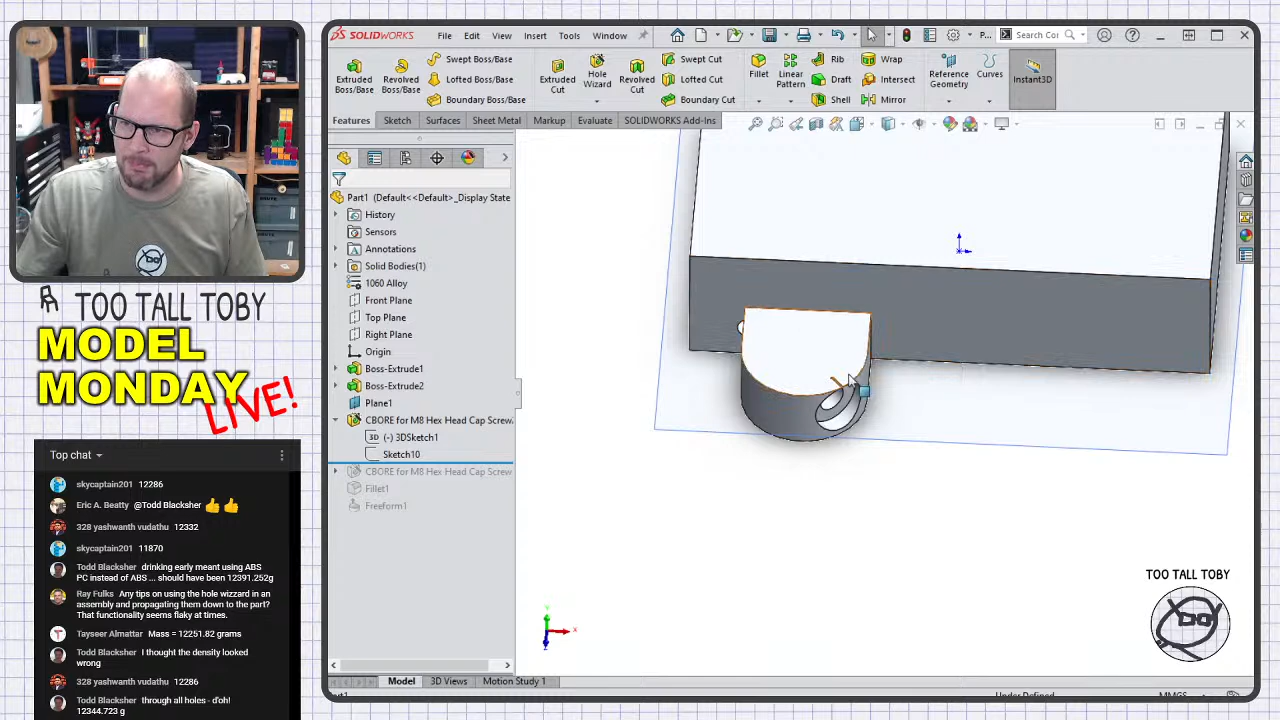 SOLIDWORKS
File Edit View Insert Tools Window
P...
Search Cor
Extruded Boss/Base
Revolved Boss/Base
Swept Boss/Base
Lofted Boss/Base
Boundary Boss/Base
Extruded Cut
Hole Wizard
Revolved Cut
Swept Cut
Lofted Cut
Boundary Cut
Fillet
Linear Pattern
Rib
Draft
Shell
Wrap
Intersect
Mirror
Reference Geometry
Curves
Instant3D
Features Sketch Surfaces Sheet Metal Markup Evaluate SOLIDWORKS Add-Ins
Part1 (Default<<Default>_Display State
History
Sensors
Annotations
Solid Bodies(1)
1060 Alloy
Front Plane
Top Plane
Right Plane
Origin
Boss-Extrude1
Boss-Extrude2
Plane1
CBORE for M8 Hex Head Cap Screw.
3D (-) 3DSketch1
Sketch10
CBORE for M8 Hex Head Cap Screw
Fillet1
Freeform1
Model 3D Views Motion Study 1
Under Defined
MMGS
TOO TALL TOBY
MODEL
MONDAY
LIVE!
Top chat
skycaptain201 12286
Eric A. Beatty @Todd Blacksher
328 yashwanth vudathu 12332
skycaptain201 11870
Todd Blacksher drinking early meant using ABS
PC instead of ABS ... should have been 12391.252g
Ray Fulks Any tips on using the hole wizzard in
an assembly and propagating them down to the part?
That functionality seems flaky at times.
Tayseer Almattar Mass = 12251.82 grams
Todd Blacksher I thought the density looked
wrong
328 yashwanth vudathu 12286
Todd Blacksher through all holes - d'oh!
12344.723 g
TOO TALL TOBY